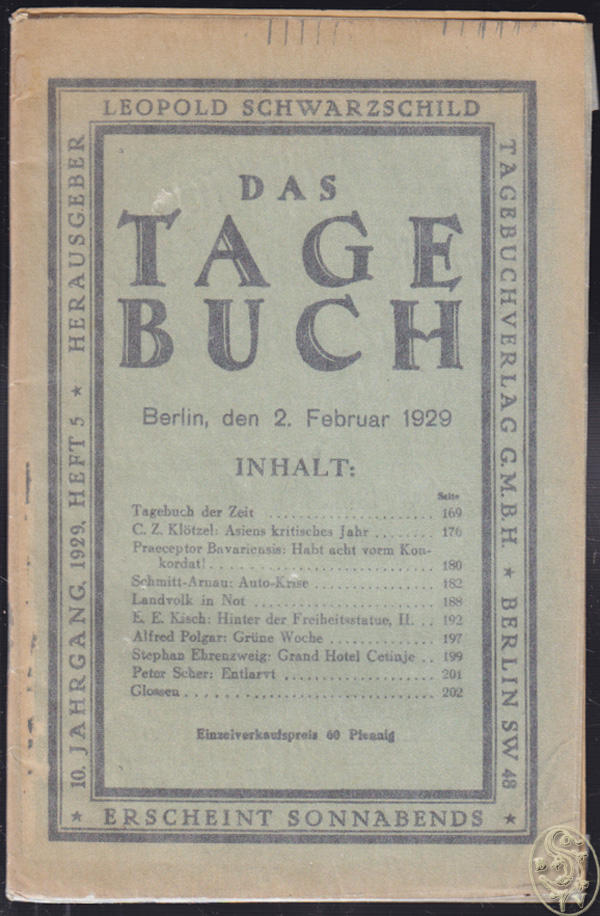 LEOPOLD SCHWARZSCHILD
HERAUSGEBER
10. JAHRGANG, 1929, HEFT 5 ★
TAGEBUCHVERLAG G.M.B.H. ★ BERLIN SW 48
DAS
TAGE
BUCH
Berlin, den 2. Februar 1929
INHALT:
Seite
Tagebuch der Zeit .................... 169
C. Z. Klötzel: Asiens kritisches Jahr ........ 176
Praeceptor Bavariensis: Habt acht vorm Kon-
kordat! ............................ 180
Schmitt-Arnau: Auto-Krise .............. 182
Landvolk in Not ...................... 188
E. E. Kisch: Hinter der Freiheitsstatue, II. .. 192
Alfred Polgar: Grüne Woche ............ 197
Stephan Ehrenzweig: Grand Hotel Cetinje .. 199
Peter Scher: Entlarvt .................. 201
Glossen .............................. 202
Einzelverkaufspreis 60 Pfennig
★ ERSCHEINT SONNABENDS ★